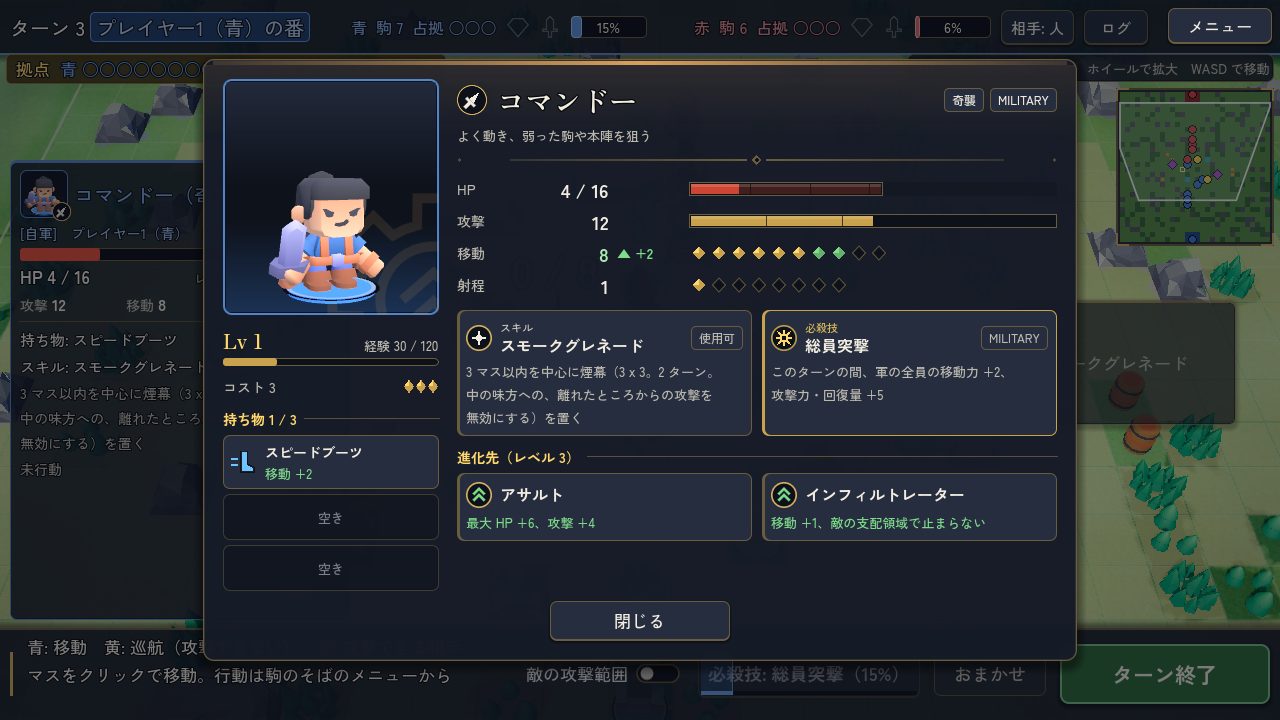 ターン 3 プレイヤー1（青）の番 青 駒 7 占拠 〇〇〇 15% 赤 駒 6 占拠 〇〇〇 6% 相手: 人 ログ メニュー
拠点 青 〇〇〇〇〇〇〇
ホイールで拡大 WASD で移動
コマンドー
奇襲 MILITARY
よく動き、弱った駒や本陣を狙う
HP 4 / 16
攻撃 12
移動 8 ▲ +2
射程 1
Lv 1
経験 30 / 120
コスト 3
持ち物 1 / 3
スピードブーツ
移動 +2
空き
空き
スキル
スモークグレネード
使用可
3 マス以内を中心に煙幕（3 x 3。2 ターン。
中の味方への、離れたところからの攻撃を
無効にする）を置く
必殺技
総員突撃
MILITARY
このターンの間、軍の全員の移動力 +2、
攻撃力・回復量 +5
進化先（レベル 3）
アサルト
最大 HP +6、攻撃 +4
インフィルトレーター
移動 +1、敵の支配領域で止まらない
閉じる
コマンドー（奇
[自軍] プレイヤー1（青）
HP 4 / 16
攻撃 12 移動 8
持ち物: スピードブーツ
スキル: スモークグレネード
3 マス以内を中心に煙幕（3 x
中の味方への、離れたところ
無効にする）を置く
未行動
ークグレネード
青: 移動 黄: 巡航（攻撃
マスをクリックで移動。行動は駒のそばのメニューから
敵の攻撃範囲
必殺技: 総員突撃（15%）
おまかせ
ターン終了